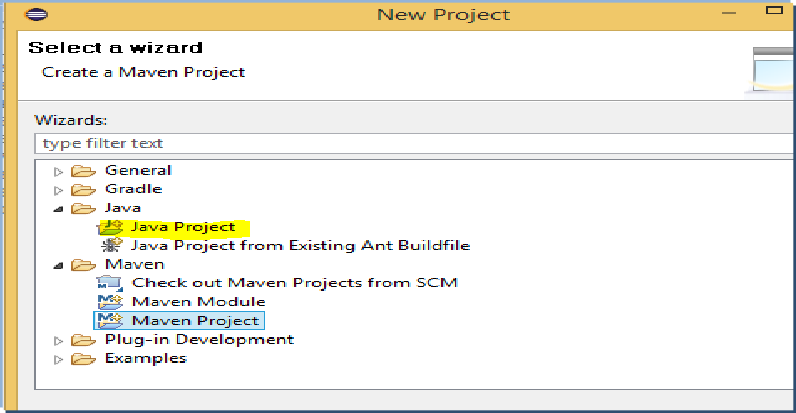 New Project
Select a wizard
Create a Maven Project
Wizards:
type filter text
General
Gradle
Java
Java Project
Java Project from Existing Ant Buildfile
Maven
Check out Maven Projects from SCM
Maven Module
Maven Project
Plug-in Development
Examples